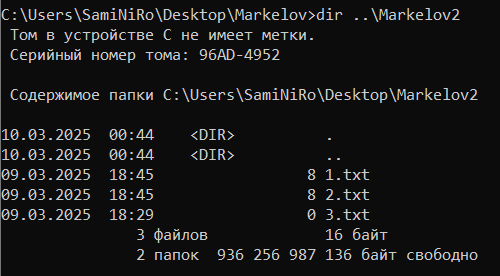 C:\Users\SamiNiRo\Desktop\Markelov>dir ..\Markelov2
Том в устройстве C не имеет метки.
Серийный номер тома: 96AD-4952
Содержимое папки C:\Users\SamiNiRo\Desktop\Markelov2
10.03.2025  00:44    <DIR>          .
10.03.2025  00:44    <DIR>          ..
09.03.2025  18:45                 8 1.txt
09.03.2025  18:45                 8 2.txt
09.03.2025  18:29                 0 3.txt
3 файлов             16 байт
2 папок  936 256 987 136 байт свободно